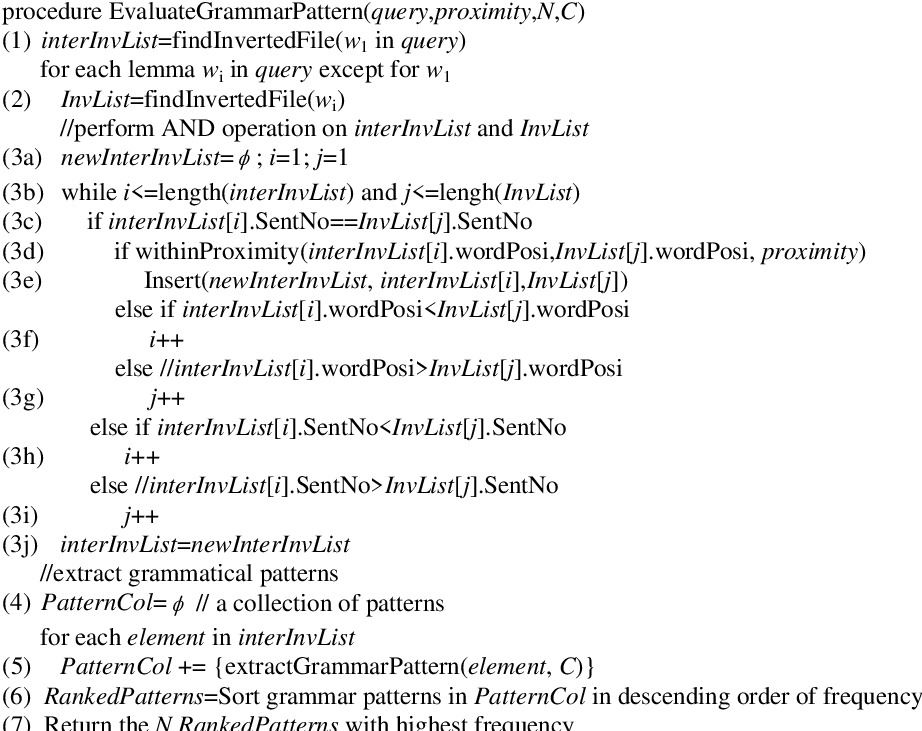 procedure EvaluateGrammarPattern(query,proximity,N,C)
(1) interInvList=findInvertedFile(w1 in query)
for each lemma wi in query except for w1
(2) InvList=findInvertedFile(wi)
//perform AND operation on interInvList and InvList
(3a) newInterInvList= ϕ ; i=1; j=1
(3b) while i<=length(interInvList) and j<=lengh(InvList)
(3c) if interInvList[i].SentNo==InvList[j].SentNo
(3d) if withinProximity(interInvList[i].wordPosi,InvList[j].wordPosi, proximity)
(3e) Insert(newInterInvList, interInvList[i],InvList[j])
else if interInvList[i].wordPosi<InvList[j].wordPosi
(3f) i++
else //interInvList[i].wordPosi>InvList[j].wordPosi
(3g) j++
else if interInvList[i].SentNo<InvList[j].SentNo
(3h) i++
else //interInvList[i].SentNo>InvList[j].SentNo
(3i) j++
(3j) interInvList=newInterInvList
//extract grammatical patterns
(4) PatternCol= ϕ // a collection of patterns
for each element in interInvList
(5) PatternCol += {extractGrammarPattern(element, C)}
(6) RankedPatterns=Sort grammar patterns in PatternCol in descending order of frequency
(7) Return the N RankedPatterns with highest frequency